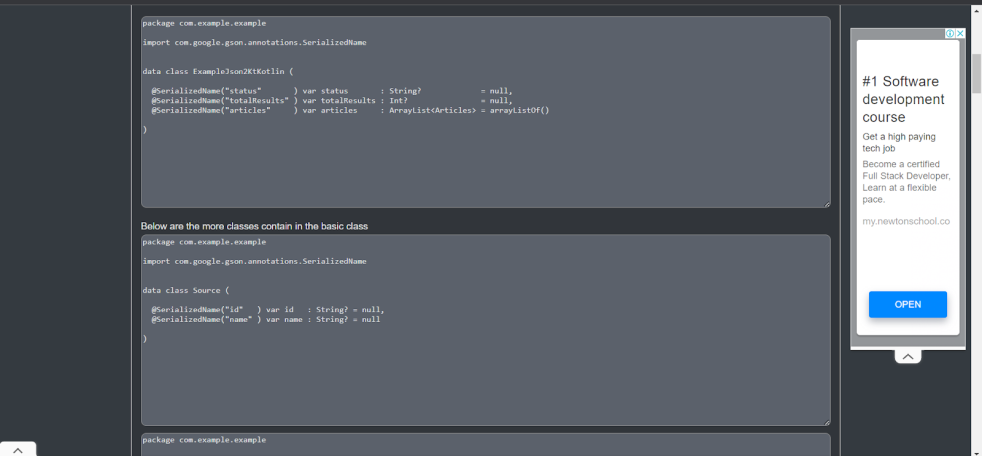 package com.example.example
import com.google.gson.annotations.SerializedName
data class ExampleJson2KtKotlin (
@SerializedName("status"       ) var status       : String?             = null,
@SerializedName("totalResults" ) var totalResults : Int?                = null,
@SerializedName("articles"     ) var articles     : ArrayList<Articles> = arrayListOf()
)
Below are the more classes contain in the basic class
package com.example.example
import com.google.gson.annotations.SerializedName
data class Source (
@SerializedName("id"   ) var id   : String? = null,
@SerializedName("name" ) var name : String? = null
)
package com.example.example
#1 Software
development
course
Get a high paying
tech job
Become a certified
Full Stack Developer,
Learn at a flexible
pace.
my.newtonschool.co
OPEN